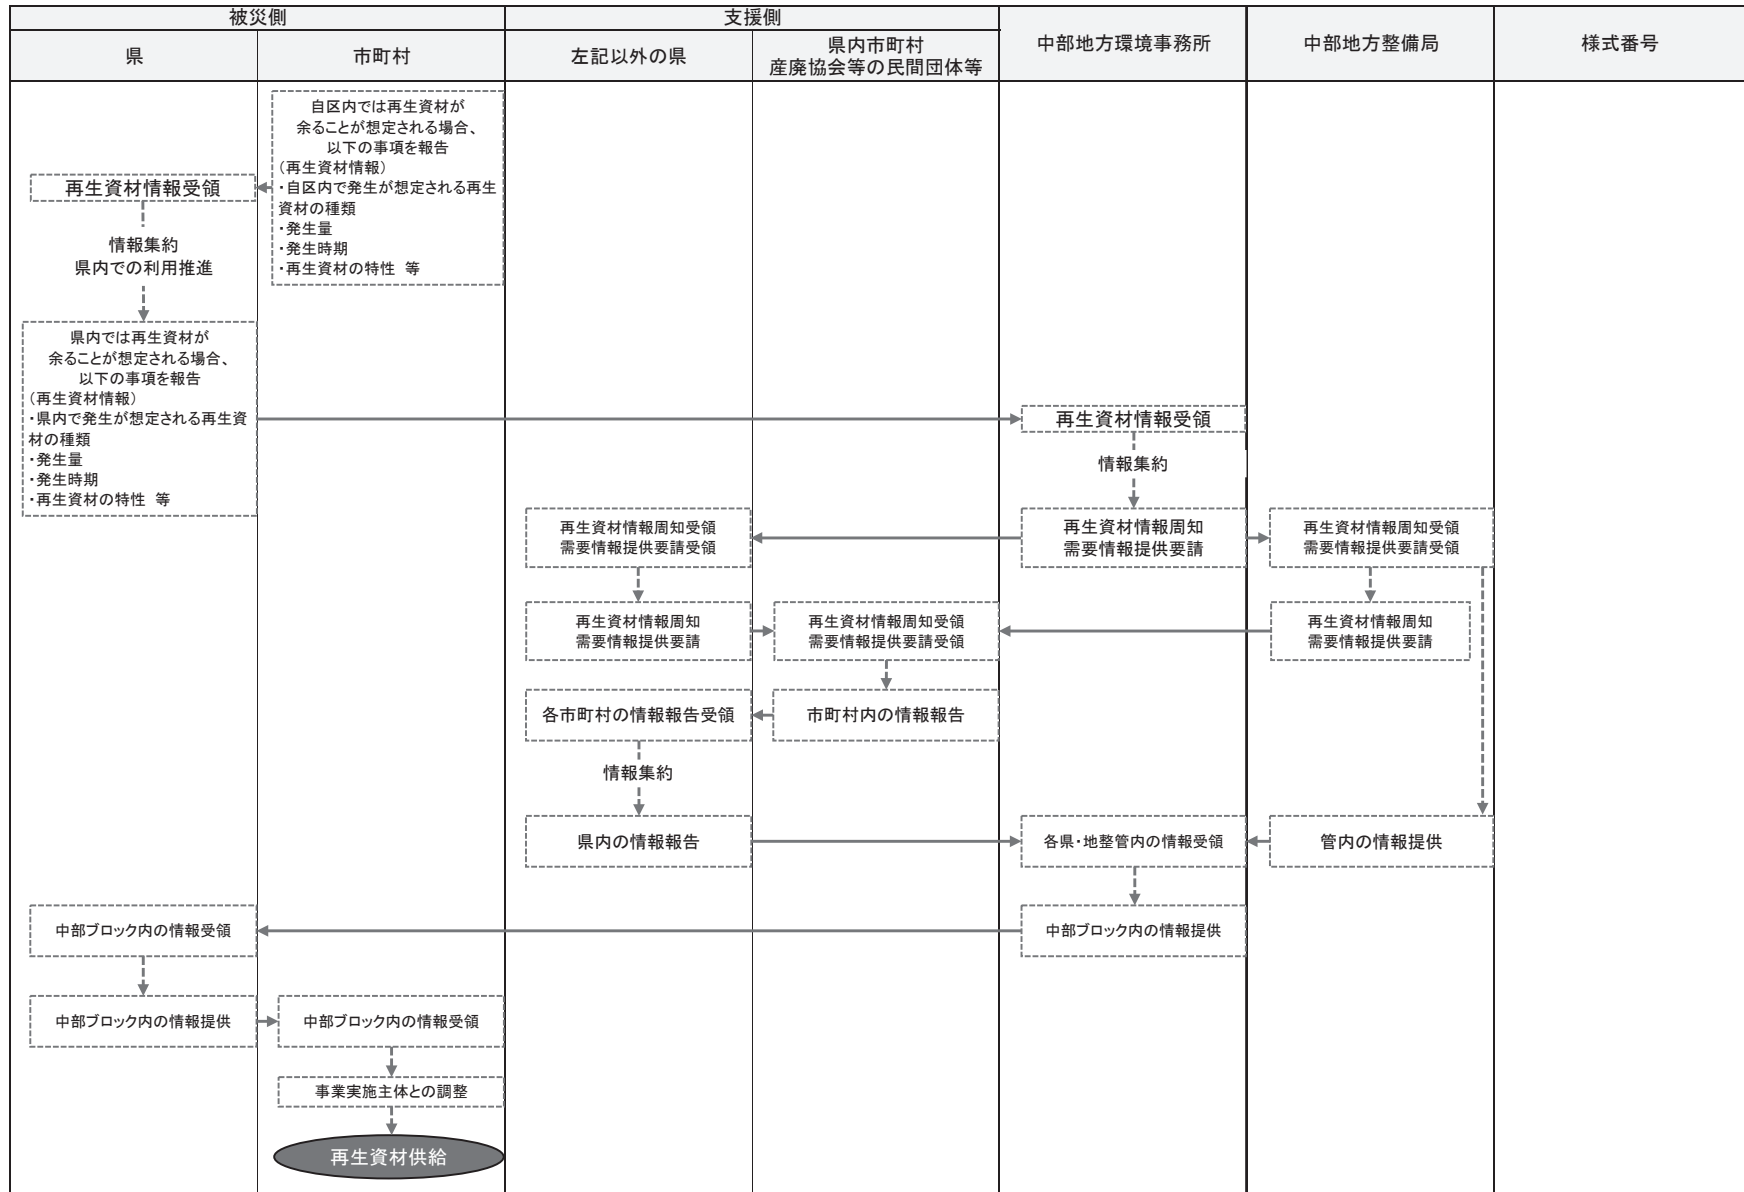 被災側
支援側
県
市町村
左記以外の県
県内市町村
産廃協会等の民間団体等
中部地方環境事務所
中部地方整備局
様式番号
自区内では再生資材が
余ることが想定される場合、
以下の事項を報告
（再生資材情報）
・自区内で発生が想定される再生
資材の種類
・発生量
・発生時期
・再生資材の特性 等
再生資材情報受領
情報集約
県内での利用推進
県内では再生資材が
余ることが想定される場合、
以下の事項を報告
（再生資材情報）
・県内で発生が想定される再生資
材の種類
・発生量
・発生時期
・再生資材の特性 等
再生資材情報受領
情報集約
再生資材情報周知受領
需要情報提供要請受領
再生資材情報周知
需要情報提供要請
再生資材情報周知受領
需要情報提供要請受領
再生資材情報周知
需要情報提供要請
再生資材情報周知受領
需要情報提供要請受領
再生資材情報周知
需要情報提供要請
各市町村の情報報告受領
市町村内の情報報告
情報集約
県内の情報報告
各県・地整管内の情報受領
管内の情報提供
中部ブロック内の情報受領
中部ブロック内の情報提供
中部ブロック内の情報提供
中部ブロック内の情報受領
事業実施主体との調整
再生資材供給